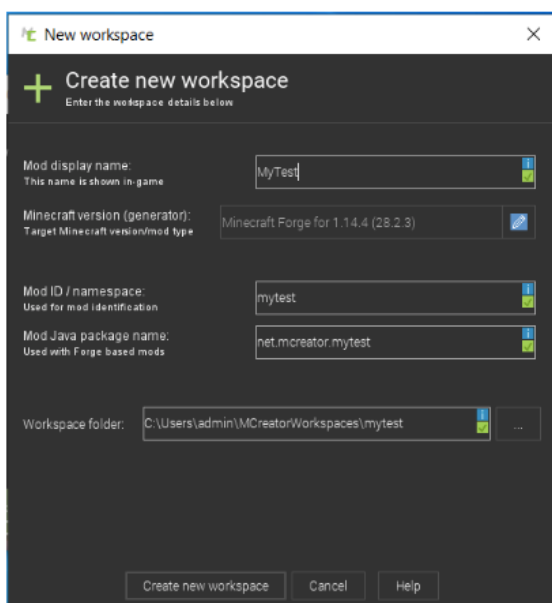 New workspace
Create new workspace
Enter the workspace details below
Mod display name:
This name is shown in-game
MyTest
Minecraft version (generator):
Target Minecraft version/mod type
Minecraft Forge for 1.14.4 (28.2.3)
Mod ID / namespace:
Used for mod identification
mytest
Mod Java package name:
Used with Forge based mods
net.mcreator.mytest
Workspace folder:
C:\Users\admin\MCreatorWorkspaces\mytest
...
Create new workspace
Cancel
Help